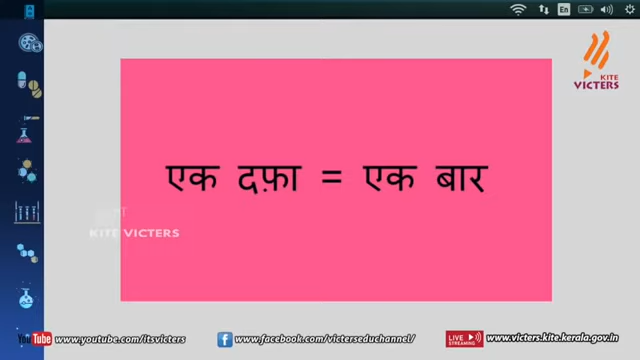 En
KITE
VICTERS
एक दफ़ा = एक बार
KITE VICTERS
YouTube www.youtube.com/itsvicters
www.facebook.com/victerseduchannel/
LIVE
STREAMING
www.victers.kite.kerala.gov.in